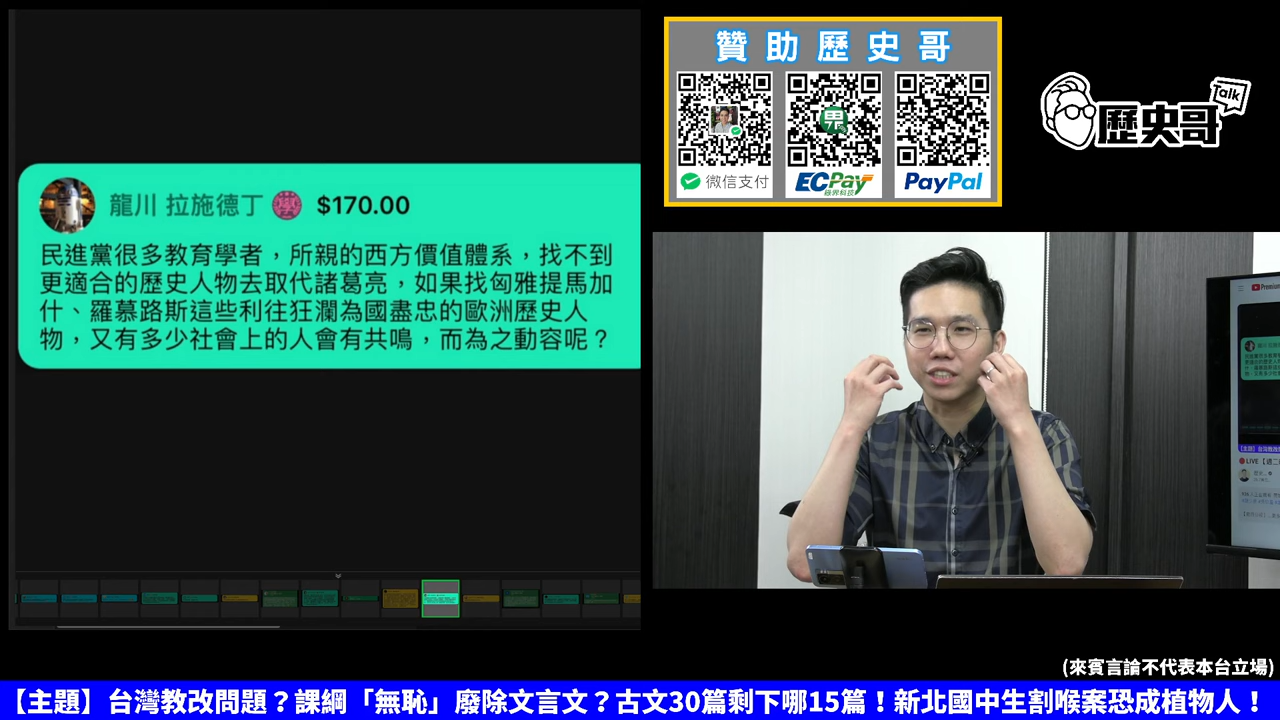 龍川 拉施德丁 $170.00
民進黨很多教育學者，所親的西方價值體系，找不到
更適合的歷史人物去取代諸葛亮，如果找匈雅提馬加
什、羅慕路斯這些利往狂瀾為國盡忠的歐洲歷史人
物，又有多少社會上的人會有共鳴，而為之動容呢？
贊助歷史哥
微信支付
ECPay
綠界科技
PayPal
歷史哥
Talk
Premium
(來賓言論不代表本台立場)
【主題】台灣教改問題？課綱「無恥」廢除文言文？古文30篇剩下哪15篇！新北國中生割喉案恐成植物人！